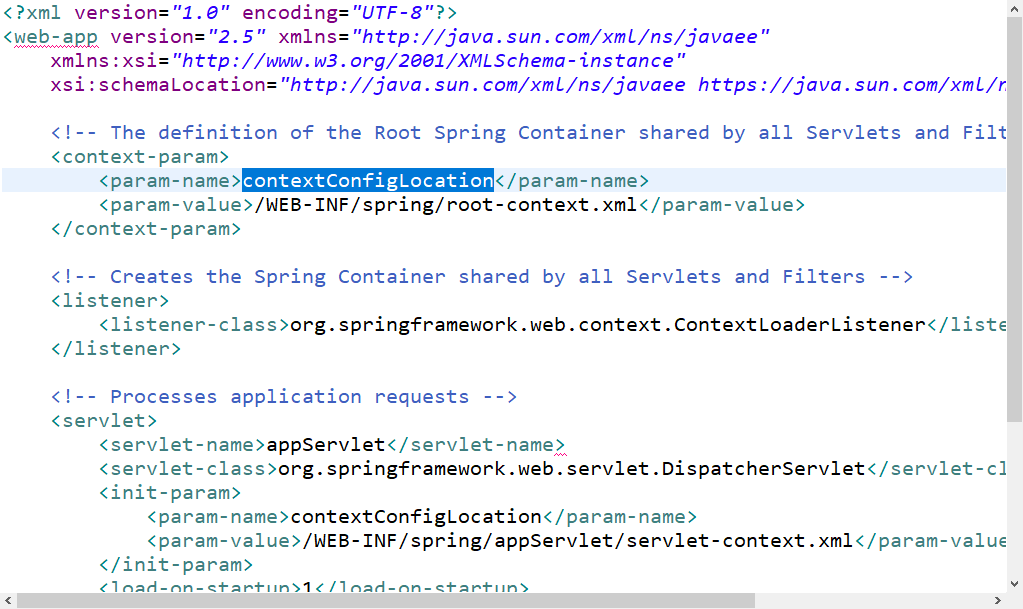 <?xml version="1.0" encoding="UTF-8"?>
<web-app version="2.5" xmlns="http://java.sun.com/xml/ns/javaee"
xmlns:xsi="http://www.w3.org/2001/XMLSchema-instance"
xsi:schemaLocation="http://java.sun.com/xml/ns/javaee https://java.sun.com/xml/n
<!-- The definition of the Root Spring Container shared by all Servlets and Filt
<context-param>
<param-name>contextConfigLocation</param-name>
<param-value>/WEB-INF/spring/root-context.xml</param-value>
</context-param>
<!-- Creates the Spring Container shared by all Servlets and Filters -->
<listener>
<listener-class>org.springframework.web.context.ContextLoaderListener</liste
</listener>
<!-- Processes application requests -->
<servlet>
<servlet-name>appServlet</servlet-name>
<servlet-class>org.springframework.web.servlet.DispatcherServlet</servlet-cl
<init-param>
<param-name>contextConfigLocation</param-name>
<param-value>/WEB-INF/spring/appServlet/servlet-context.xml</param-value
</init-param>
<load-on-startup>1</load-on-startup>